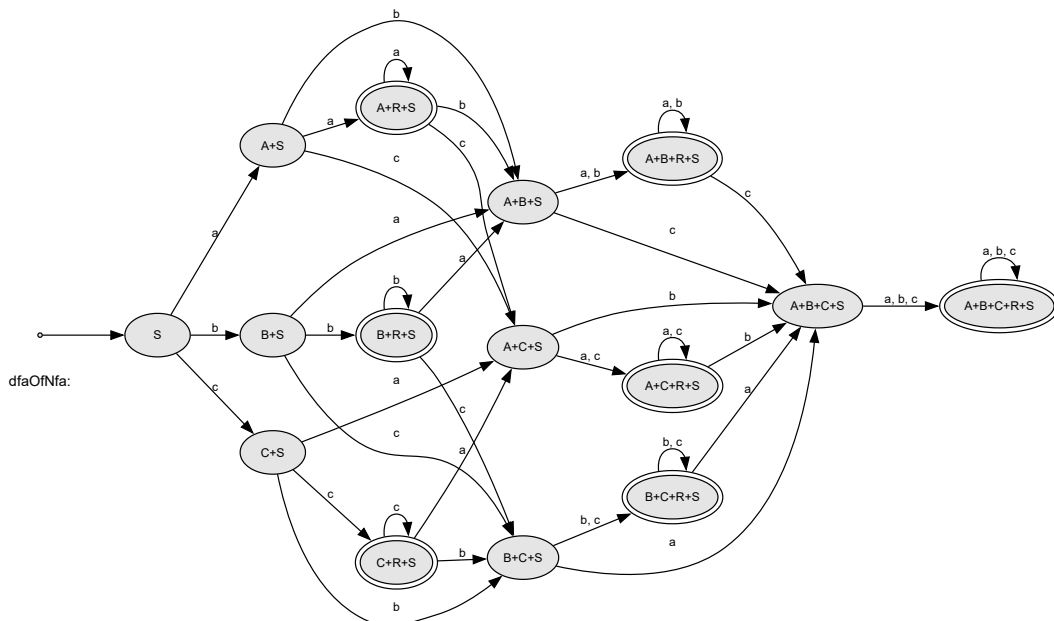 b
a
A+R+S
b
a, b
A+S
a
c
A+B+R+S
c
a, b
A+B+S
c
a
a
a
b
a, b, c
A+B+C+S
a, b, c
A+B+C+R+S
b
S
b
B+S
b
B+R+S
A+C+S
a, c
a, c
A+C+R+S
b
dfaOfNfa:
c
a
c
a
C+S
c
a
b, c
B+C+R+S
c
c
C+R+S
b
B+C+S
b, c
a
b